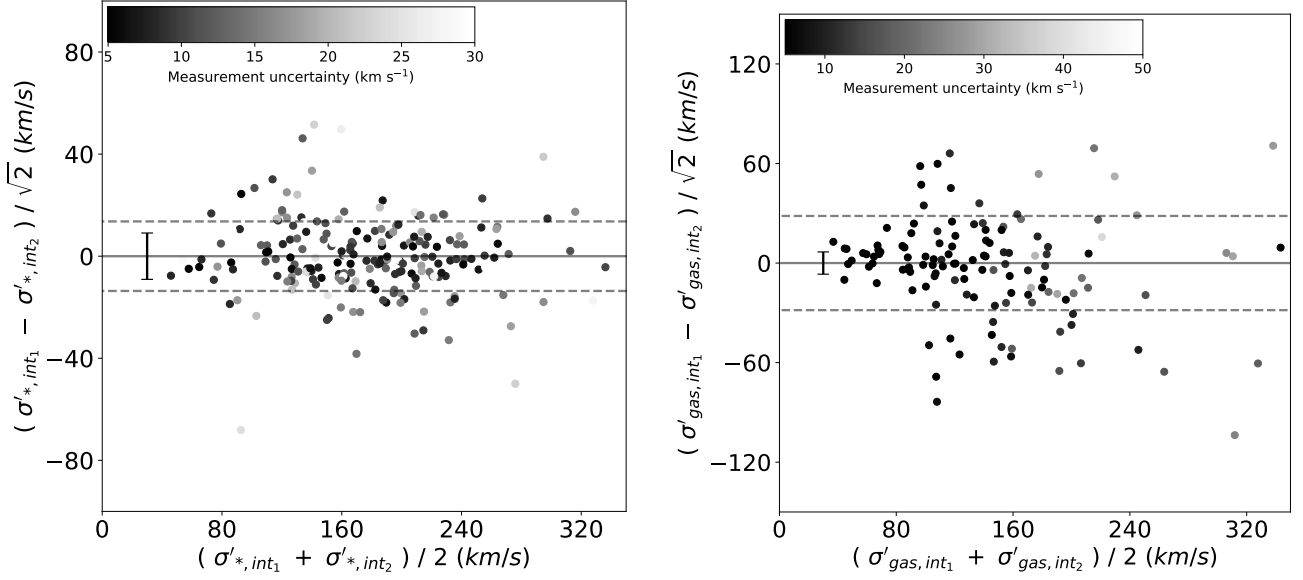 5 10 15 20 25 30
Measurement uncertainty (km s⁻¹)
80
40
0
−40
−80
( σ′*,int₁ − σ′*,int₂ ) / √2 (km/s)
0 80 160 240 320
( σ′*,int₁ + σ′*,int₂ ) / 2 (km/s)
10 20 30 40 50
Measurement uncertainty (km s⁻¹)
120
60
0
−60
−120
( σ′gas,int₁ − σ′gas,int₂ ) / √2 (km/s)
0 80 160 240 320
( σ′gas,int₁ + σ′gas,int₂ ) / 2 (km/s)